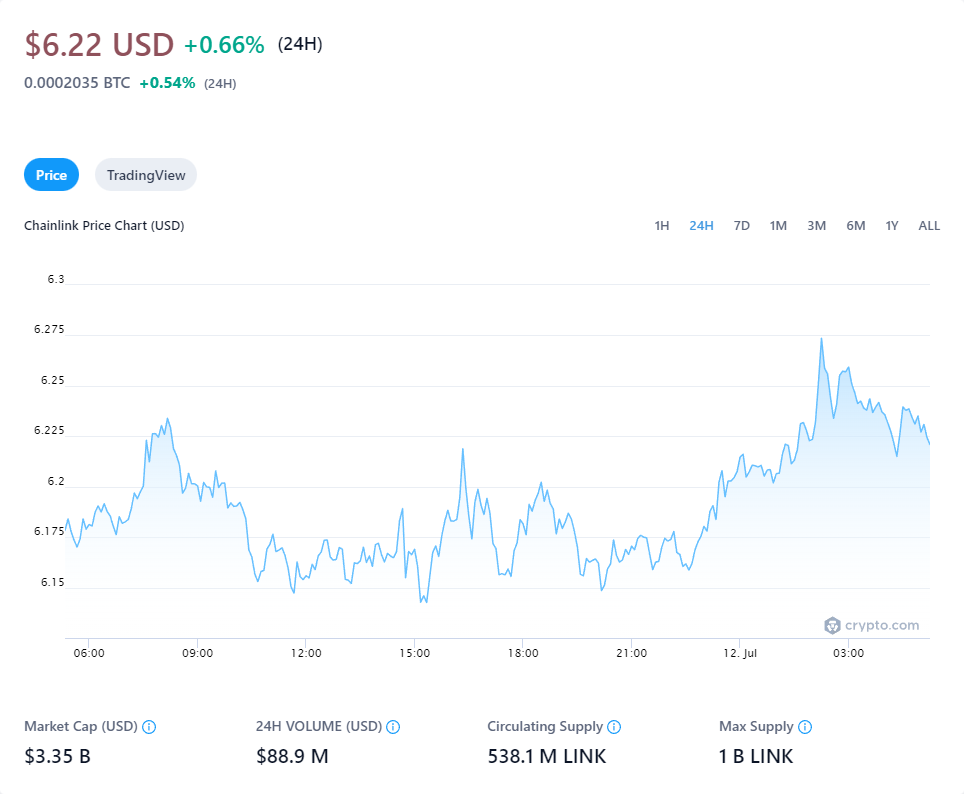 $6.22 USD +0.66% (24H)
0.0002035 BTC +0.54% (24H)
Price TradingView
Chainlink Price Chart (USD) 1H 24H 7D 1M 3M 6M 1Y ALL
6.3
6.275
6.25
6.225
6.2
6.175
6.15
crypto.com
06:00 09:00 12:00 15:00 18:00 21:00 12. Jul 03:00
Market Cap (USD) 24H VOLUME (USD) Circulating Supply Max Supply
$3.35 B $88.9 M 538.1 M LINK 1 B LINK